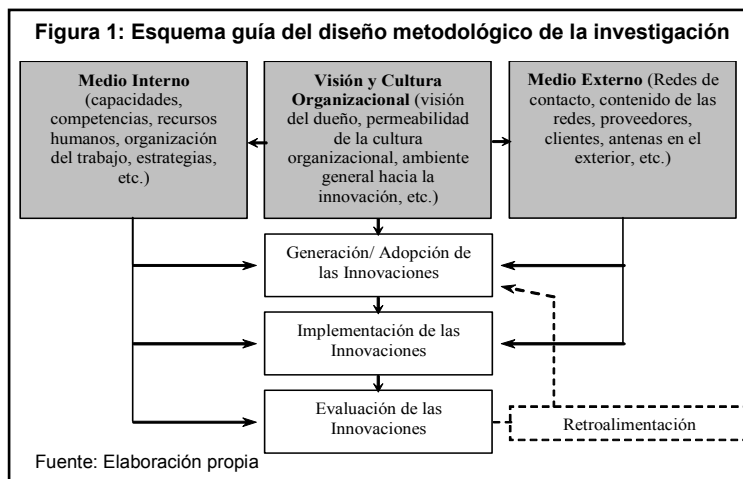 Figura 1: Esquema guía del diseño metodológico de la investigación
Medio Interno
(capacidades,
competencias, recursos
humanos, organización
del trabajo, estrategias,
etc.)
Visión y Cultura
Organizacional (visión
del dueño, permeabilidad
de la cultura
organizacional, ambiente
general hacia la
innovación, etc.)
Medio Externo (Redes de
contacto, contenido de las
redes, proveedores,
clientes, antenas en el
exterior, etc.)
Generación/ Adopción de
las Innovaciones
Implementación de las
Innovaciones
Evaluación de las
Innovaciones
Retroalimentación
Fuente: Elaboración propia